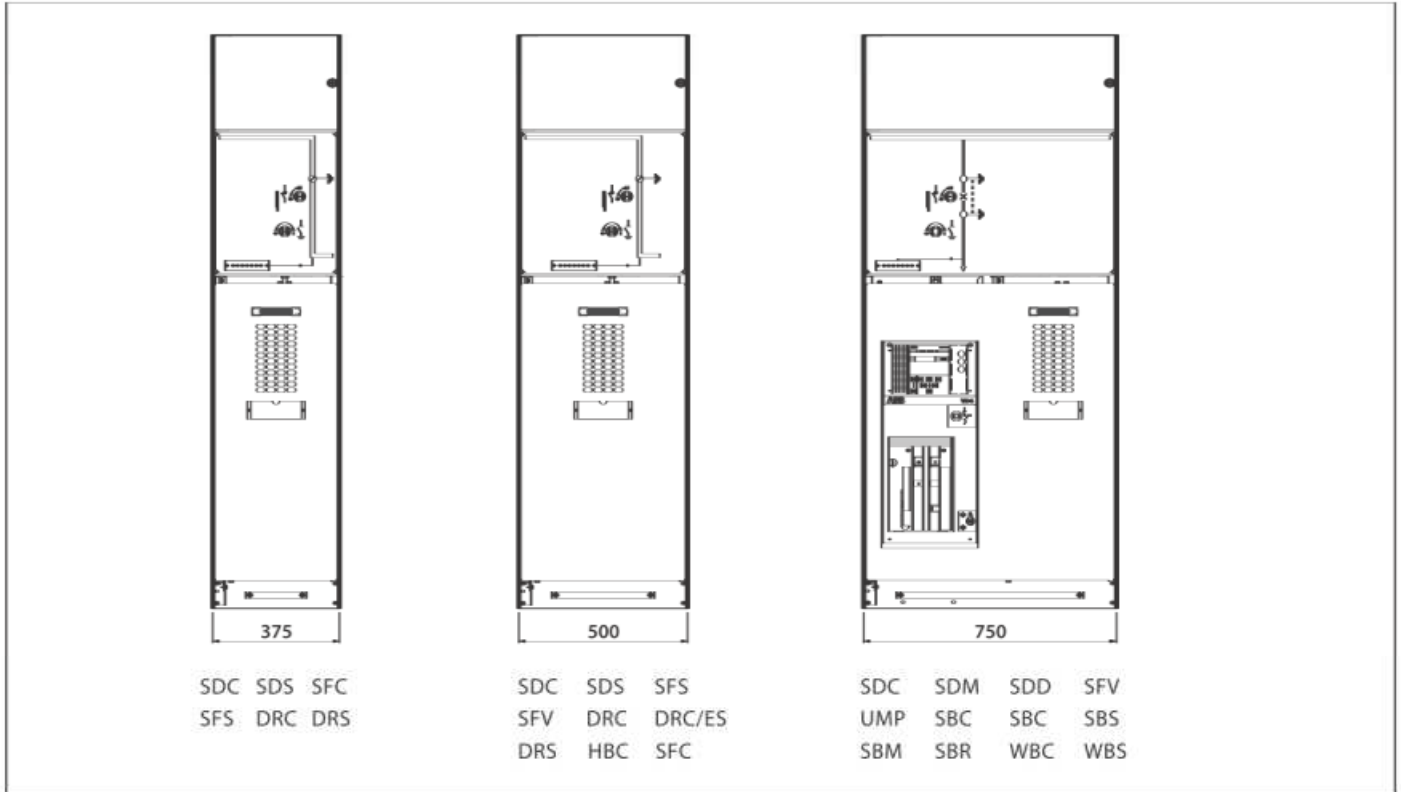 375
500
750
SDC SDS SFC
SFS DRC DRS
SDC SDS SFS
SFV DRC DRC/ES
DRS HBC SFC
SDC SDM SDD SFV
UMP SBC SBC SBS
SBM SBR WBC WBS